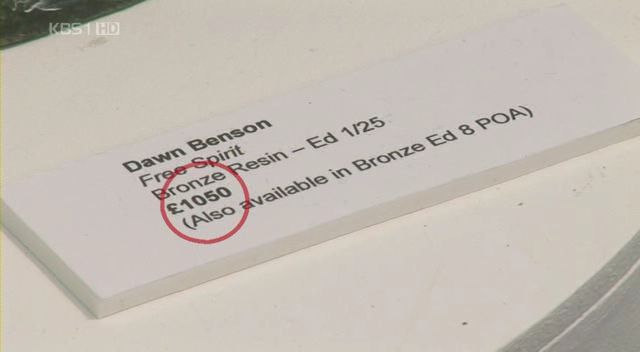 KBS1 HD
Dawn Benson
Free Spirit
Bronze Resin – Ed 1/25
£1050
(Also available in Bronze Ed 8 POA)